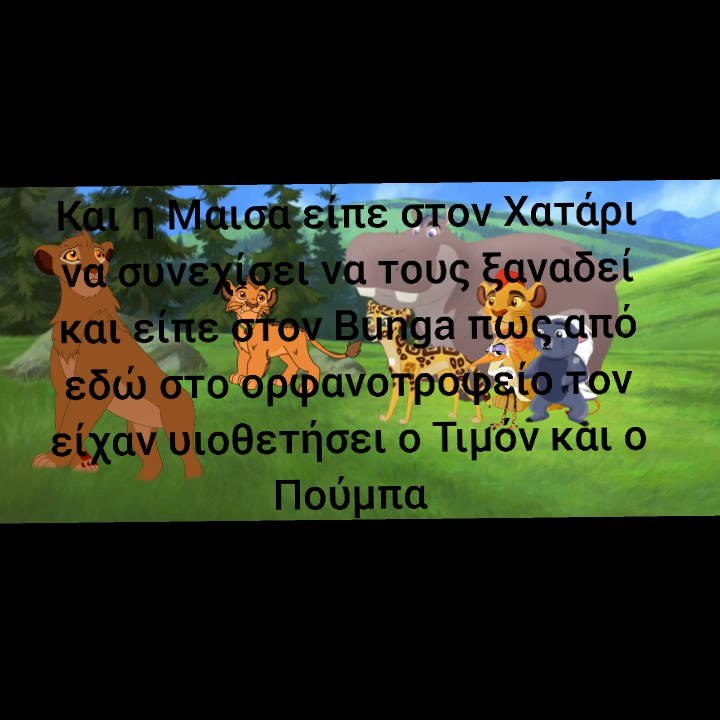 Και η Μαισα είπε στον Χατάρι
να συνεχίσει να τους ξαναδεί
και είπε στον Bunga πως από
εδώ στο ορφανοτροφείο τον
είχαν υιοθετήσει ο Τιμόν και ο
Πούμπα